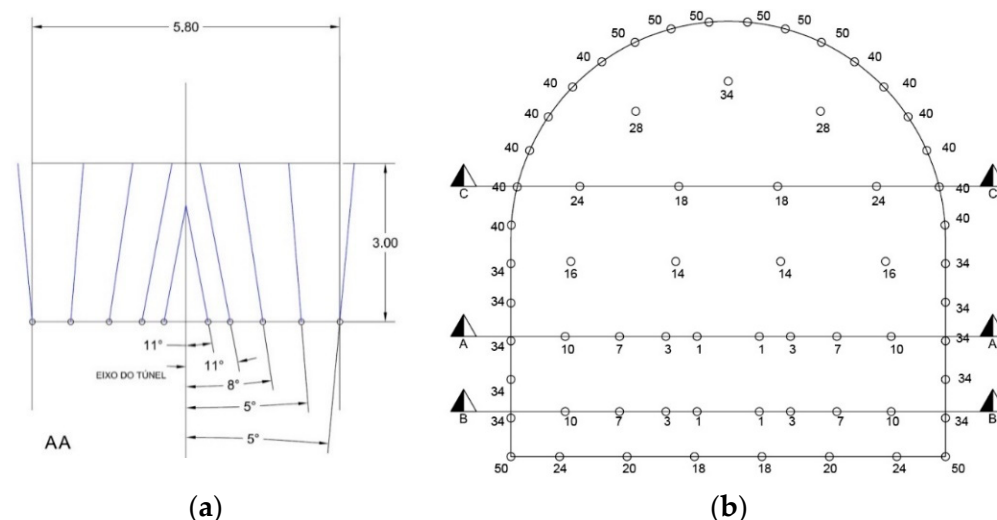 5.80
3.00
11°
11°
EIXO DO TÚNEL
8°
5°
5°
AA
(a)
50 50
50 50
50 50
40 40
34
40 40
28 28
40 40
40 40
C 40 24 18 18 24 40 C
40 40
34 16 14 14 16 34
34 34
A 34 10 7 3 1 1 3 7 10 34 A
34 34
B 34 10 7 3 1 1 3 7 10 34 B
50 24 20 18 18 20 24 50
(b)